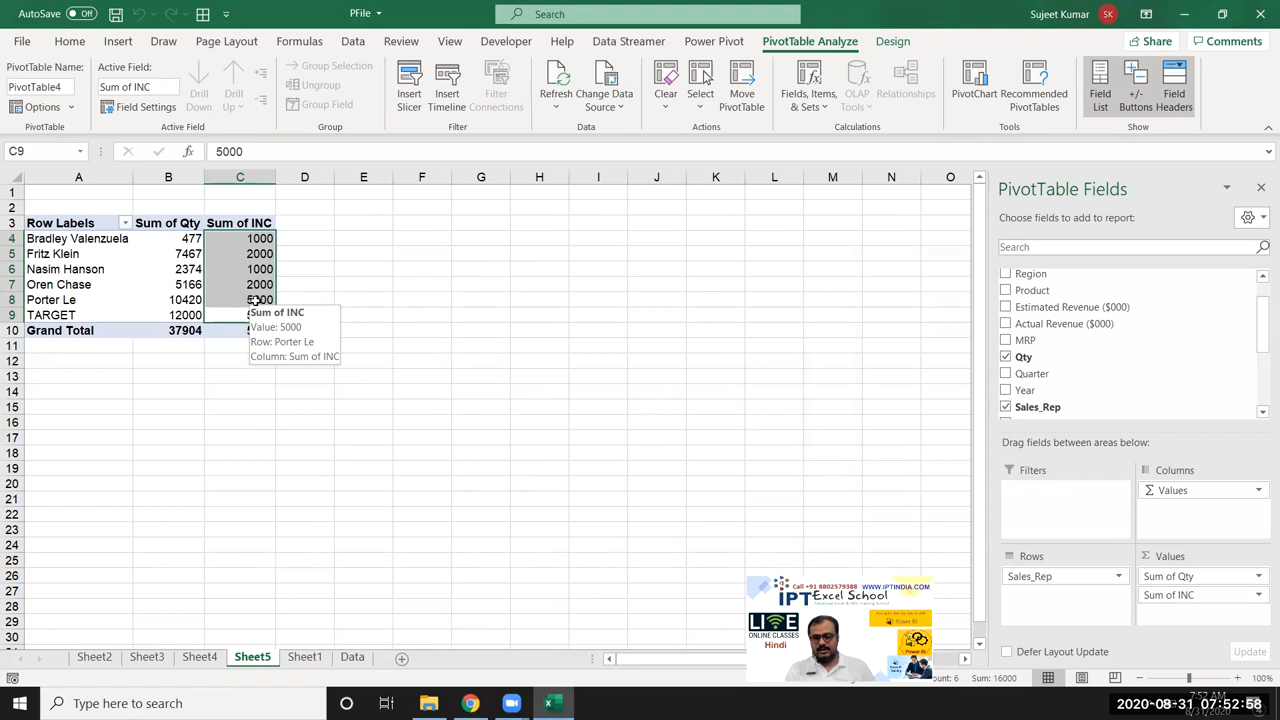 AutoSave Off PFile Search Sujeet Kumar SK
File Home Insert Draw Page Layout Formulas Data Review View Developer Help Data Streamer Power Pivot PivotTable Analyze Design Share Comments
PivotTable Name:
PivotTable4
Options
PivotTable
Active Field:
Sum of INC
Field Settings
Drill Down
Drill Up
Active Field
Group Selection
Ungroup
Group Field
Group
Insert Slicer
Insert Timeline
Filter Connections
Filter
Refresh
Change Data Source
Data
Clear
Select
Move PivotTable
Actions
Fields, Items, & Sets
OLAP Tools
Relationships
Calculations
PivotChart
Recommended PivotTables
Tools
Field List
+/- Buttons
Field Headers
Show
C9 fx 5000
A B C D E F G H I J K L M N O
1
2
3 Row Labels Sum of Qty Sum of INC
4 Bradley Valenzuela 477 1000
5 Fritz Klein 7467 2000
6 Nasim Hanson 2374 1000
7 Oren Chase 5166 2000
8 Porter Le 10420 5000
9 TARGET 12000
10 Grand Total 37904
11
12
13
14
15
16
17
18
19
20
21
22
23
24
25
26
27
28
29
30
Sum of INC
Value: 5000
Row: Porter Le
Column: Sum of INC
PivotTable Fields
Choose fields to add to report:
Search
Region
Product
Estimated Revenue ($000)
Actual Revenue ($000)
MRP
Qty
Quarter
Year
Sales_Rep
Drag fields between areas below:
Filters
Columns
Σ Values
Rows
Sales_Rep
Σ Values
Sum of Qty
Sum of INC
Defer Layout Update Update
Call +91 8802579388 WWW.IPTINDIA.COM
IPT Excel School
LIVE
ONLINE CLASSES
Hindi
Power BI
Sheet2 Sheet3 Sheet4 Sheet5 Sheet1 Data
Sum: 16000 100%
Type here to search
7:52 AM
8/31/2020
2020-08-31 07:52:58